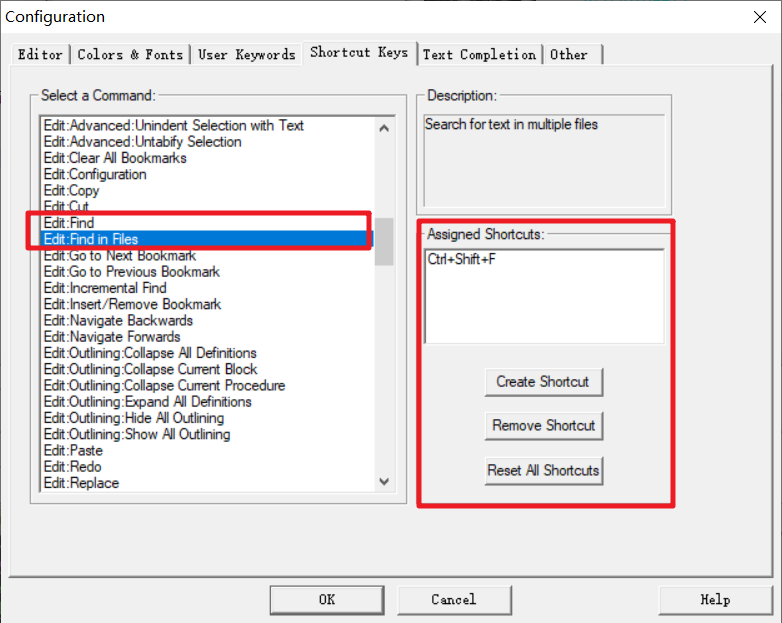 Configuration
Editor Colors & Fonts User Keywords Shortcut Keys Text Completion Other
Select a Command:
Edit:Advanced:Unindent Selection with Text
Edit:Advanced:Untabify Selection
Edit:Clear All Bookmarks
Edit:Configuration
Edit:Copy
Edit:Cut
Edit:Find
Edit:Find in Files
Edit:Go to Next Bookmark
Edit:Go to Previous Bookmark
Edit:Incremental Find
Edit:Insert/Remove Bookmark
Edit:Navigate Backwards
Edit:Navigate Forwards
Edit:Outlining:Collapse All Definitions
Edit:Outlining:Collapse Current Block
Edit:Outlining:Collapse Current Procedure
Edit:Outlining:Expand All Definitions
Edit:Outlining:Hide All Outlining
Edit:Outlining:Show All Outlining
Edit:Paste
Edit:Redo
Edit:Replace
Description:
Search for text in multiple files
Assigned Shortcuts:
Ctrl+Shift+F
Create Shortcut
Remove Shortcut
Reset All Shortcuts
OK Cancel Help